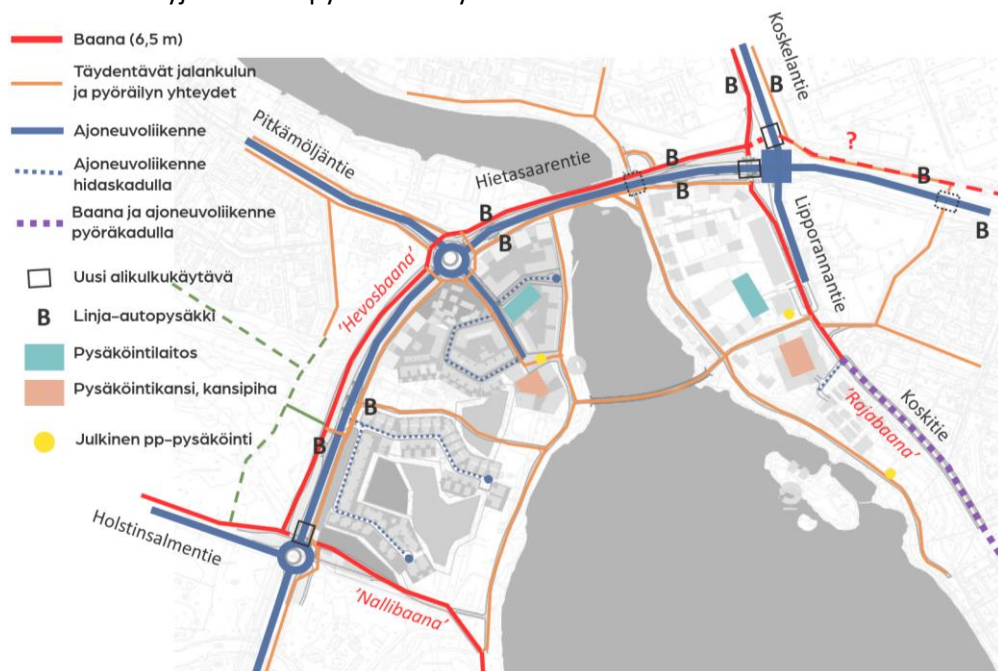 Baana (6,5 m)
Täydentävät jalankulun
ja pyöräilyn yhteydet
Ajoneuvoliikenne
Ajoneuvoliikenne
hidaskadulla
Baana ja ajoneuvoliikenne
pyöräkadulla
Uusi alikulkukäytävä
B Linja-autopysäkki
Pysäköintilaitos
Pysäköintikansi, kansipiha
Julkinen pp-pysäköinti
Koskelantie
B
B
?
Pitkämöljäntie
Hietasaarentie
B
B
B
B
B
B
Lipporannantie
'Hevosbaana'
B
B
Koskitie
'Rajabaana'
Holstinsalmentie
'Nallibaana'